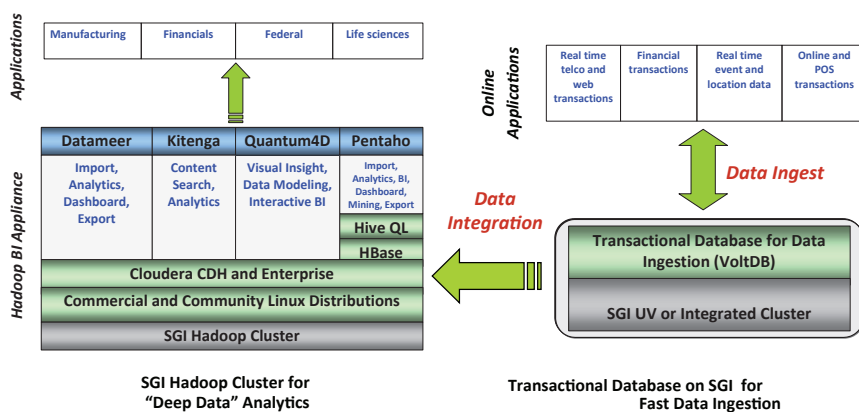 Applications
Manufacturing
Financials
Federal
Life sciences
Hadoop BI Appliance
Datameer
Kitenga
Quantum4D
Pentaho
Import,
Analytics,
Dashboard,
Export
Content
Search,
Analytics
Visual Insight,
Data Modeling,
Interactive BI
Import,
Analytics, BI,
Dashboard,
Mining, Export
Hive QL
HBase
Cloudera CDH and Enterprise
Commercial and Community Linux Distributions
SGI Hadoop Cluster
SGI Hadoop Cluster for
“Deep Data” Analytics
Data
Integration
Online
Applications
Real time
telco and
web
transactions
Financial
transactions
Real time
event and
location data
Online and
POS
transactions
Data Ingest
Transactional Database for Data
Ingestion (VoltDB)
SGI UV or Integrated Cluster
Transactional Database on SGI for
Fast Data Ingestion